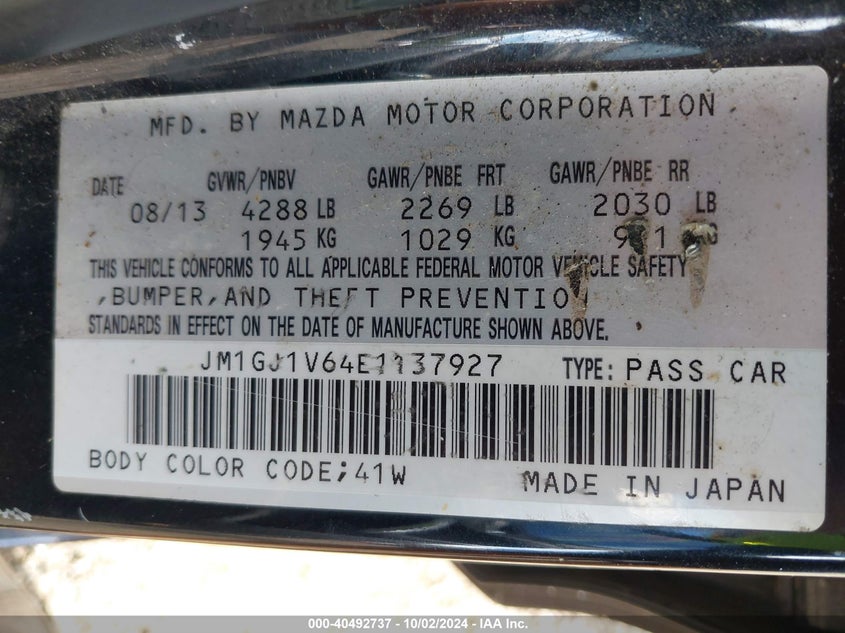 MFD. BY MAZDA MOTOR CORPORATION
DATE GVWR/PNBV GAWR/PNBE FRT GAWR/PNBE RR
08/13 4288 LB 2269 LB 2030 LB
1945 KG 1029 KG KG
THIS VEHICLE CONFORMS TO ALL APPLICABLE FEDERAL MOTOR VEHICLE SAFETY
,BUMPER,AND THEFT PREVENTION
STANDARDS IN EFFECT ON THE DATE OF MANUFACTURE SHOWN ABOVE.
JM1GJ1V64E1137927 TYPE: PASS CAR
BODY COLOR CODE;41W MADE IN JAPAN
000-40492737 - 10/02/2024 - IAA Inc.